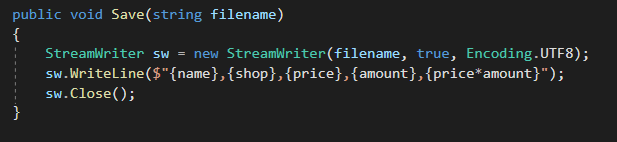 public void Save(string filename)
{
    StreamWriter sw = new StreamWriter(filename, true, Encoding.UTF8);
    sw.WriteLine($"{name},{shop},{price},{amount},{price*amount}");
    sw.Close();
}